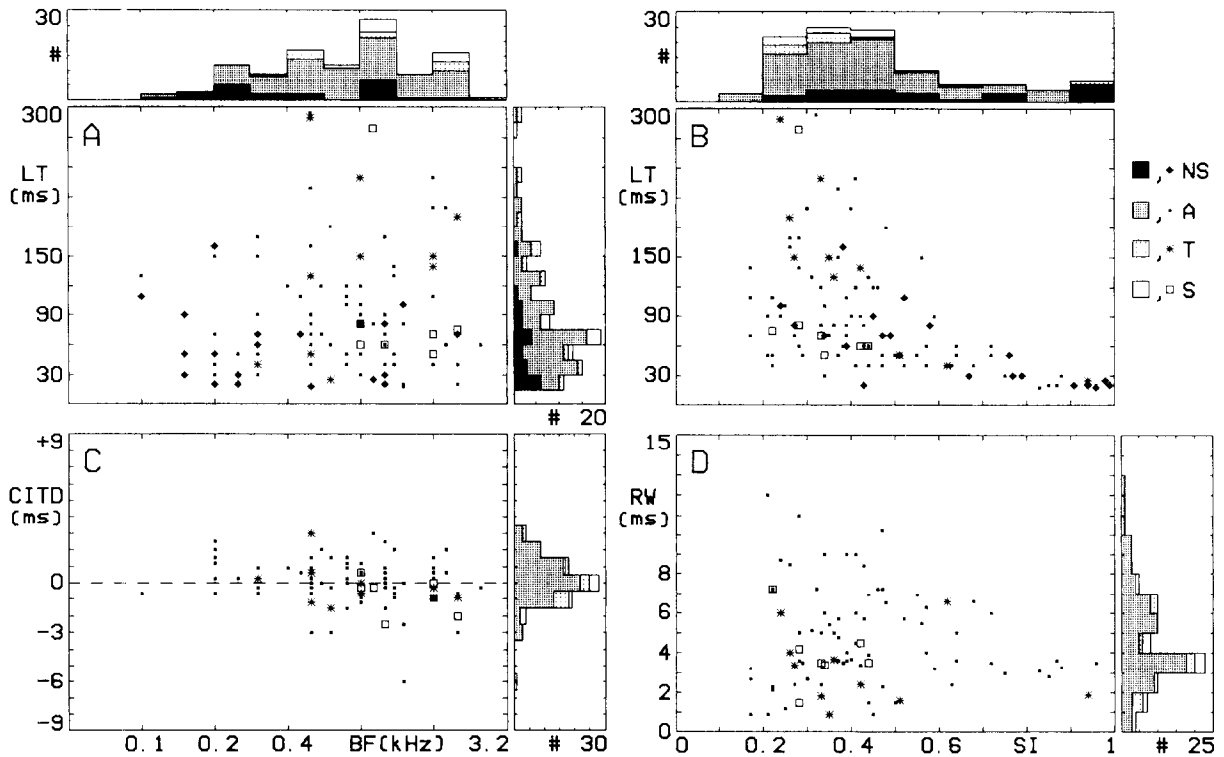 30
#
30
#
300
A
LT
(ms)
150
90
30
# 20
300
B
LT
(ms)
150
90
30
, NS
, A
, T
, S
+9
C
CITD
(ms)
0
-3
-6
-9
0.1 0.2 0.4 BF(kHz) 3.2
# 30
15
D
RW
(ms)
8
6
4
2
0
0 0.2 0.4 0.6 SI 1
# 25